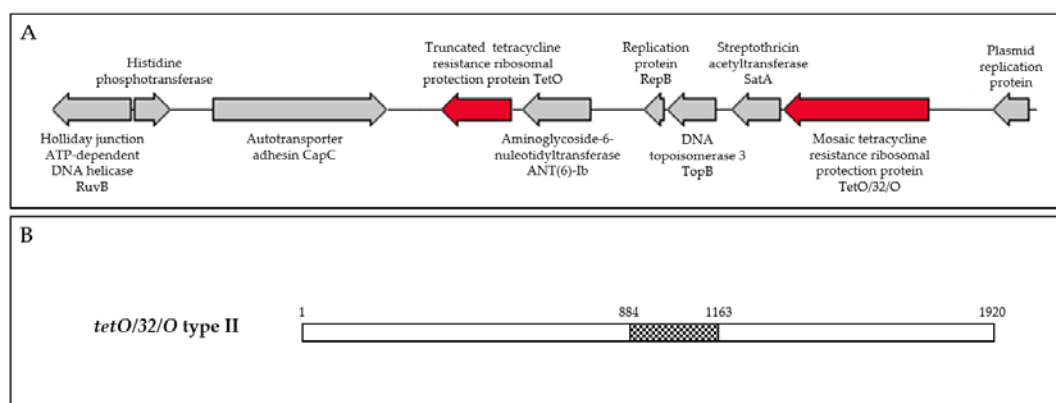 A
Histidine
phosphotransferase
Truncated tetracycline
resistance ribosomal
protection protein TetO
Replication
protein
RepB
Streptothricin
acetyltransferase
SatA
Plasmid
replication
protein
Holliday junction
ATP-dependent
DNA helicase
RuvB
Autotransporter
adhesin CapC
Aminoglycoside-6-
nuleotidyltransferase
ANT(6)-Ib
DNA
topoisomerase 3
TopB
Mosaic tetracycline
resistance ribosomal
protection protein
TetO/32/O
B
tetO/32/O type II
1
884
1163
1920